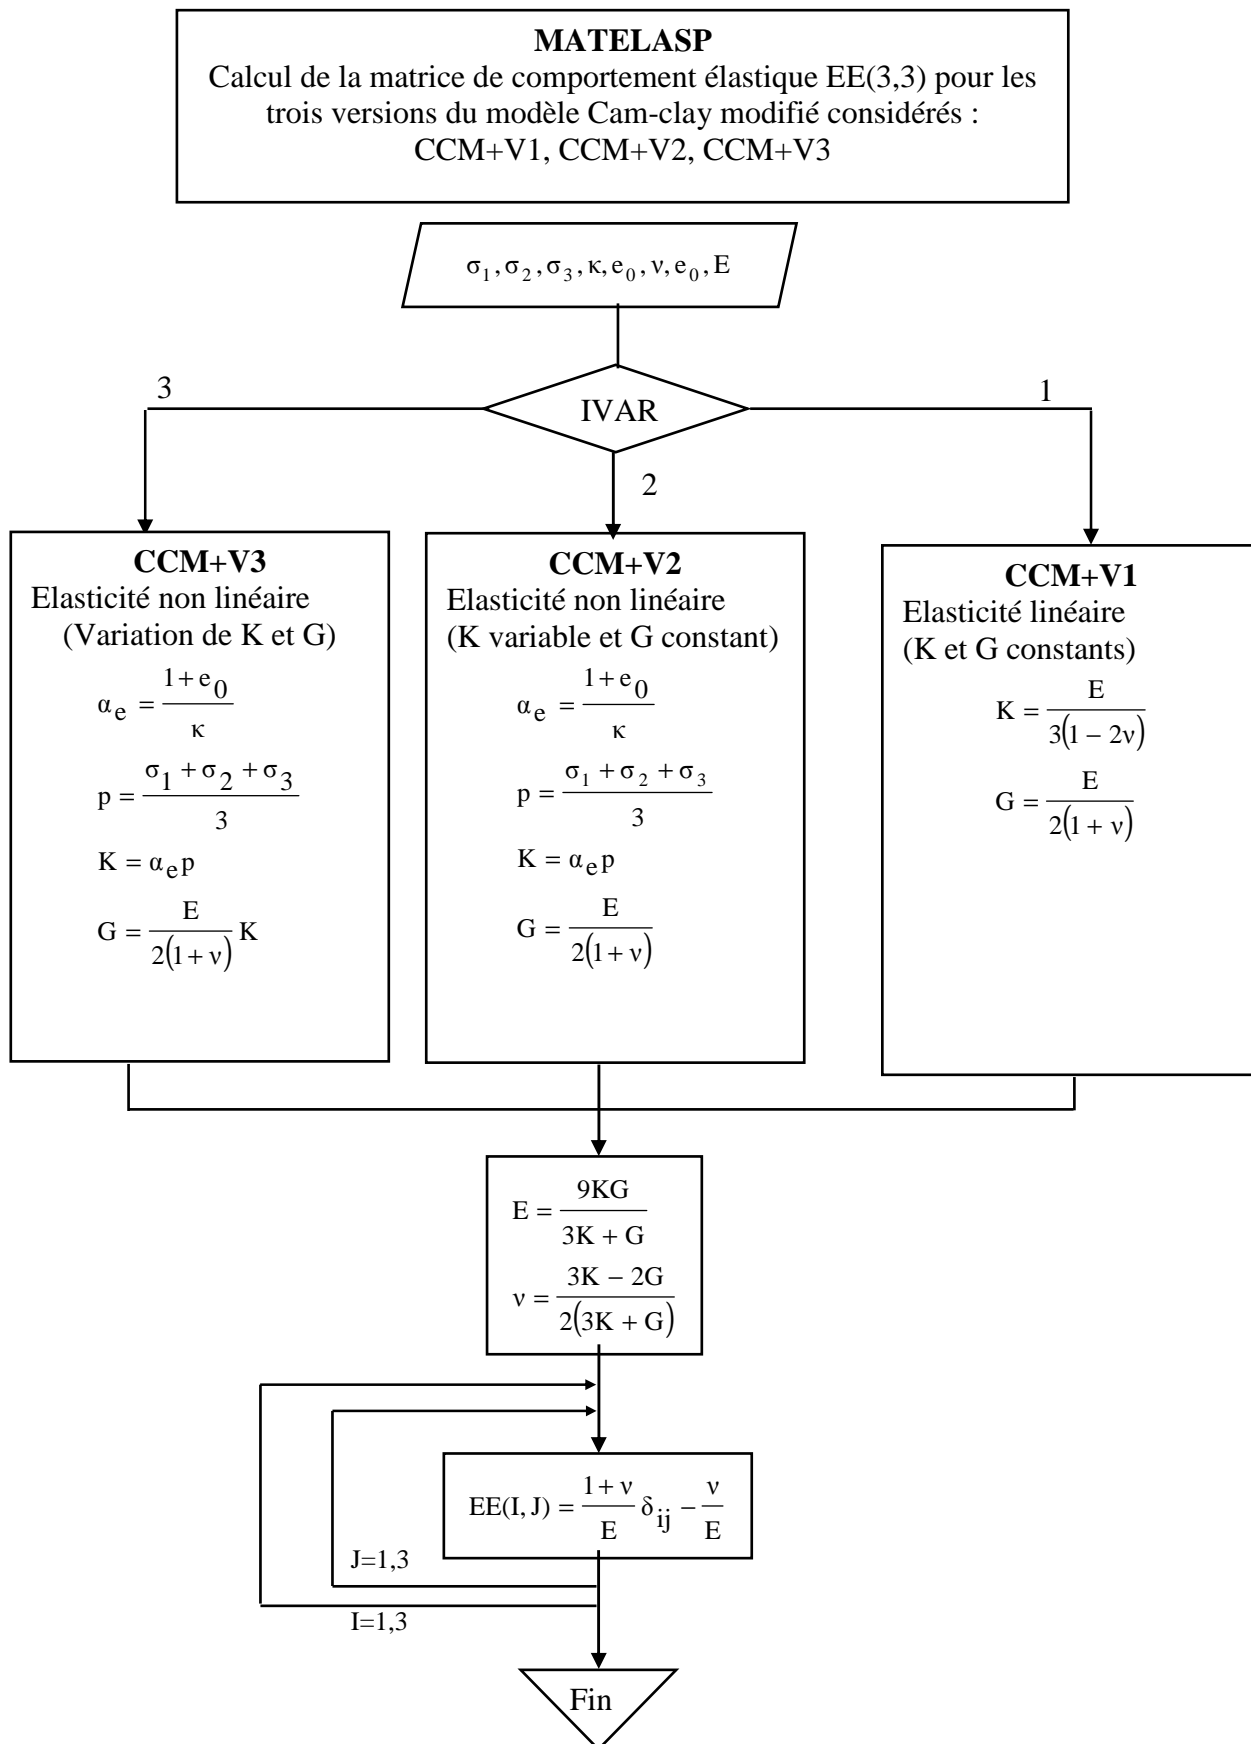 MATELASP
Calcul de la matrice de comportement élastique EE(3,3) pour les
trois versions du modèle Cam-clay modifié considérés :
CCM+V1, CCM+V2, CCM+V3
σ₁, σ₂, σ₃, κ, e₀, ν, e₀, E
3
IVAR
1
2
CCM+V3
Elasticité non linéaire
(Variation de K et G)
αe = (1 + e₀)/κ
p = (σ₁ + σ₂ + σ₃)/3
K = αe p
G = E/(2(1 + ν)) K
CCM+V2
Elasticité non linéaire
(K variable et G constant)
αe = (1 + e₀)/κ
p = (σ₁ + σ₂ + σ₃)/3
K = αe p
G = E/(2(1 + ν))
CCM+V1
Elasticité linéaire
(K et G constants)
K = E/(3(1 − 2ν))
G = E/(2(1 + ν))
E = 9KG/(3K + G)
ν = (3K − 2G)/(2(3K + G))
EE(I, J) = (1 + ν)/E δij − ν/E
J=1,3
I=1,3
Fin